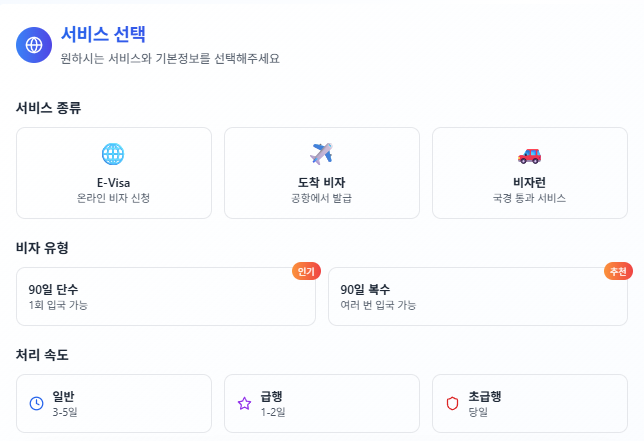 서비스 선택
원하시는 서비스와 기본정보를 선택해주세요
서비스 종류
E-Visa
온라인 비자 신청
도착 비자
공항에서 발급
비자런
국경 통과 서비스
비자 유형
인기
90일 단수
1회 입국 가능
추천
90일 복수
여러 번 입국 가능
처리 속도
일반
3-5일
급행
1-2일
초급행
당일